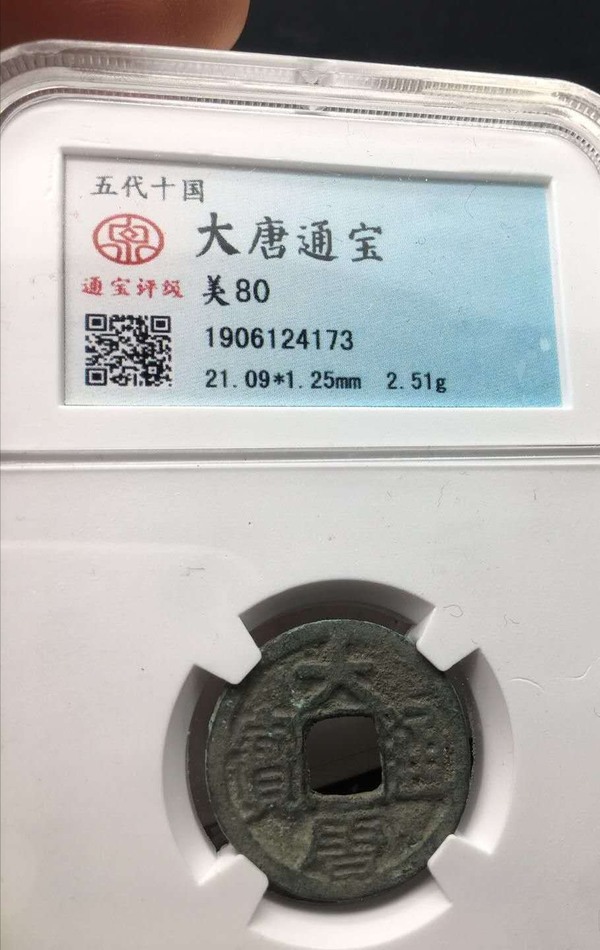 五代十国
大唐通宝
通宝评级
美80
1906124173
21.09*1.25mm 2.51g
大
寶 通
唐